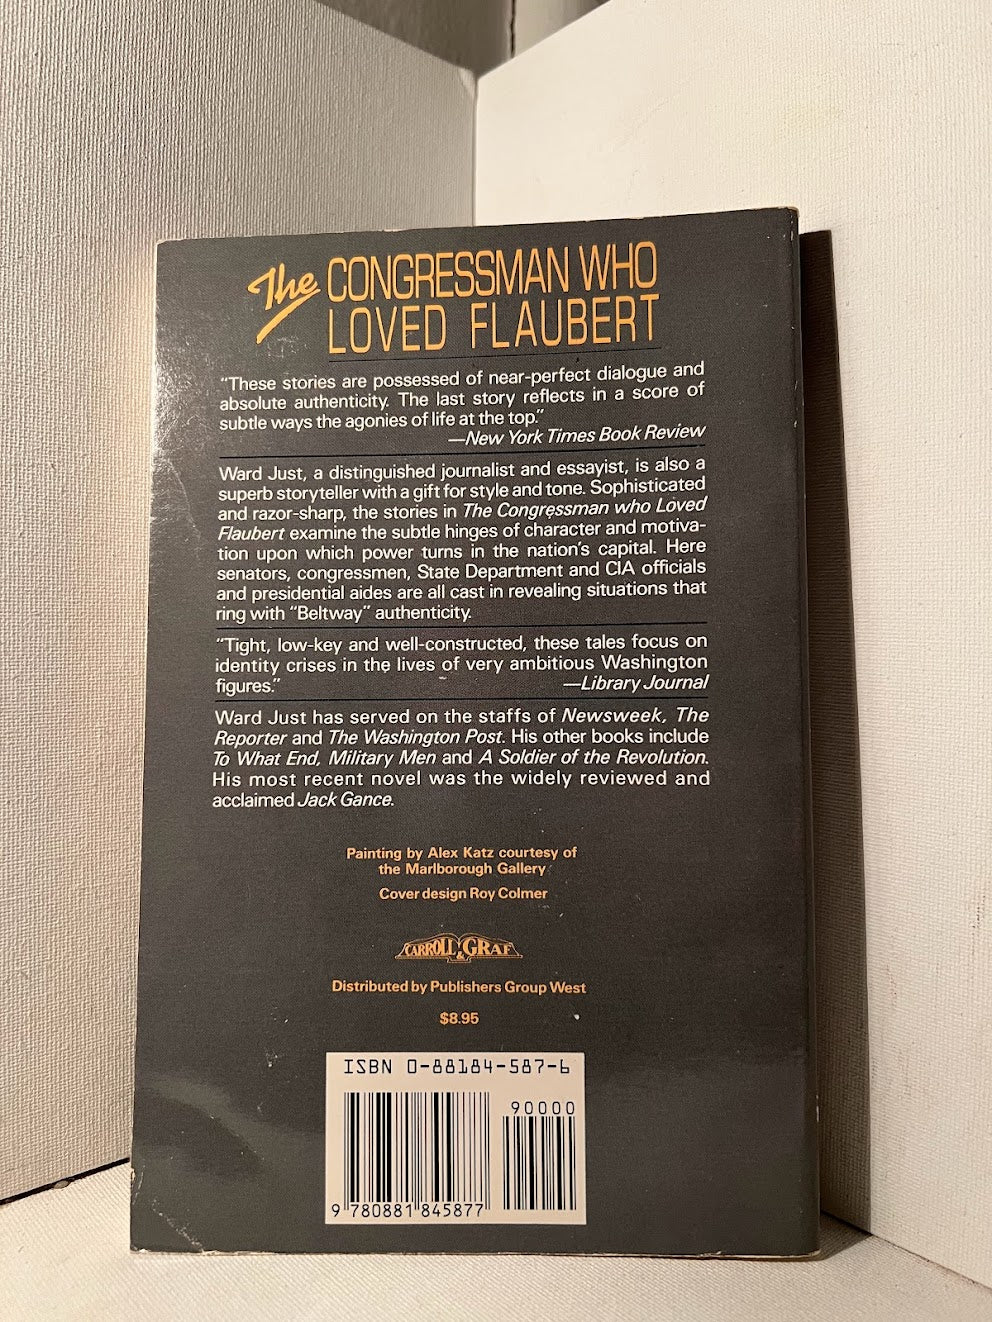 The CONGRESSMAN WHO
LOVED FLAUBERT
"These stories are possessed of near-perfect dialogue and
absolute authenticity. The last story reflects in a score of
subtle ways the agonies of life at the top."
—New York Times Book Review
Ward Just, a distinguished journalist and essayist, is also a
superb storyteller with a gift for style and tone. Sophisticated
and razor-sharp, the stories in The Congressman who Loved
Flaubert examine the subtle hinges of character and motiva-
tion upon which power turns in the nation's capital. Here
senators, congressmen, State Department and CIA officials
and presidential aides are all cast in revealing situations that
ring with "Beltway" authenticity.
"Tight, low-key and well-constructed, these tales focus on
identity crises in the lives of very ambitious Washington
figures."
—Library Journal
Ward Just has served on the staffs of Newsweek, The
Reporter and The Washington Post. His other books include
To What End, Military Men and A Soldier of the Revolution.
His most recent novel was the widely reviewed and
acclaimed Jack Gance.
Painting by Alex Katz courtesy of
the Marlborough Gallery
Cover design Roy Colmer
CARROLL & GRAF
Distributed by Publishers Group West
$8.95
ISBN 0-88184-587-6
90000
9 780881 845877